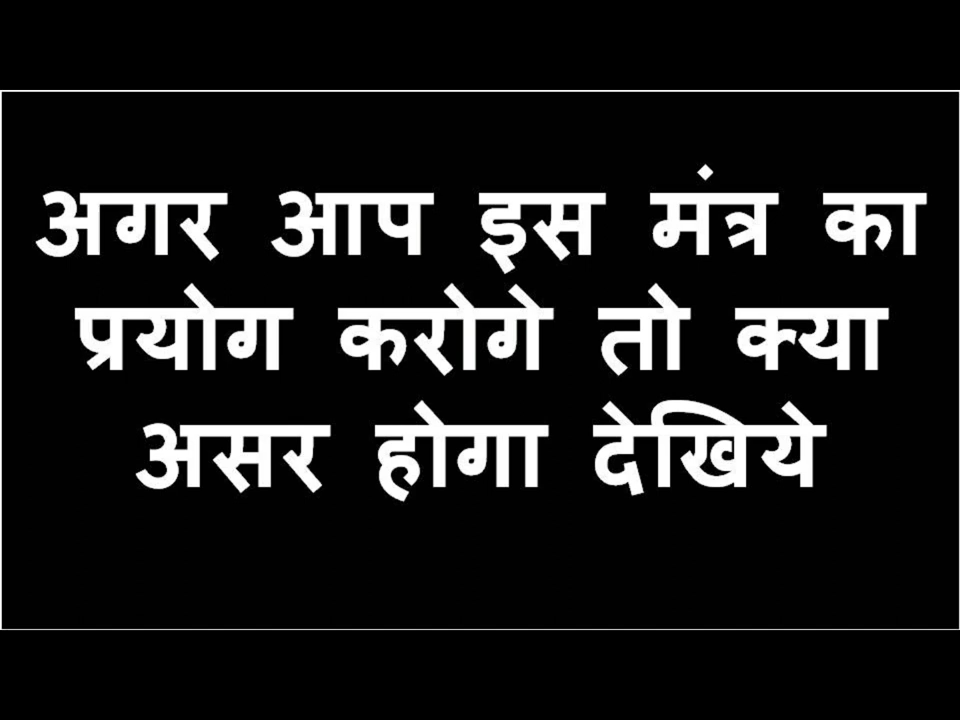 अगर आप इस मंत्र का
प्रयोग करोगे तो क्या
असर होगा देखिये